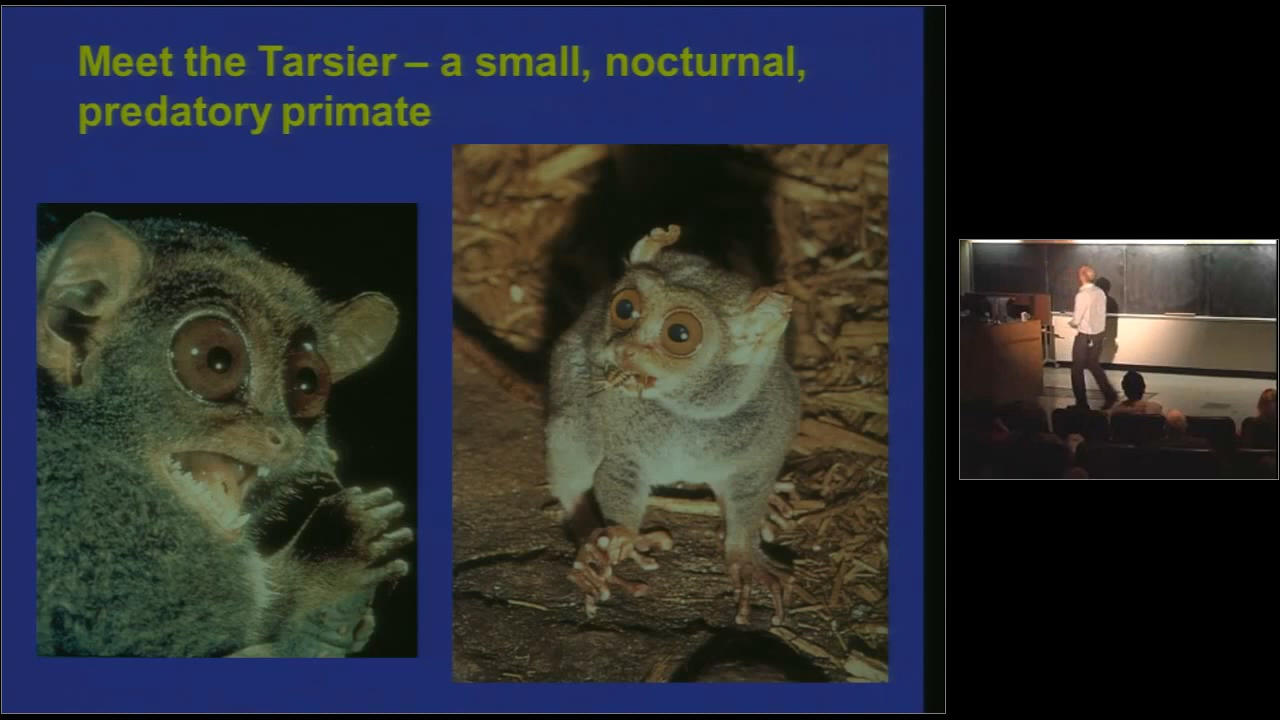 Meet the Tarsier – a small, nocturnal,
predatory primate